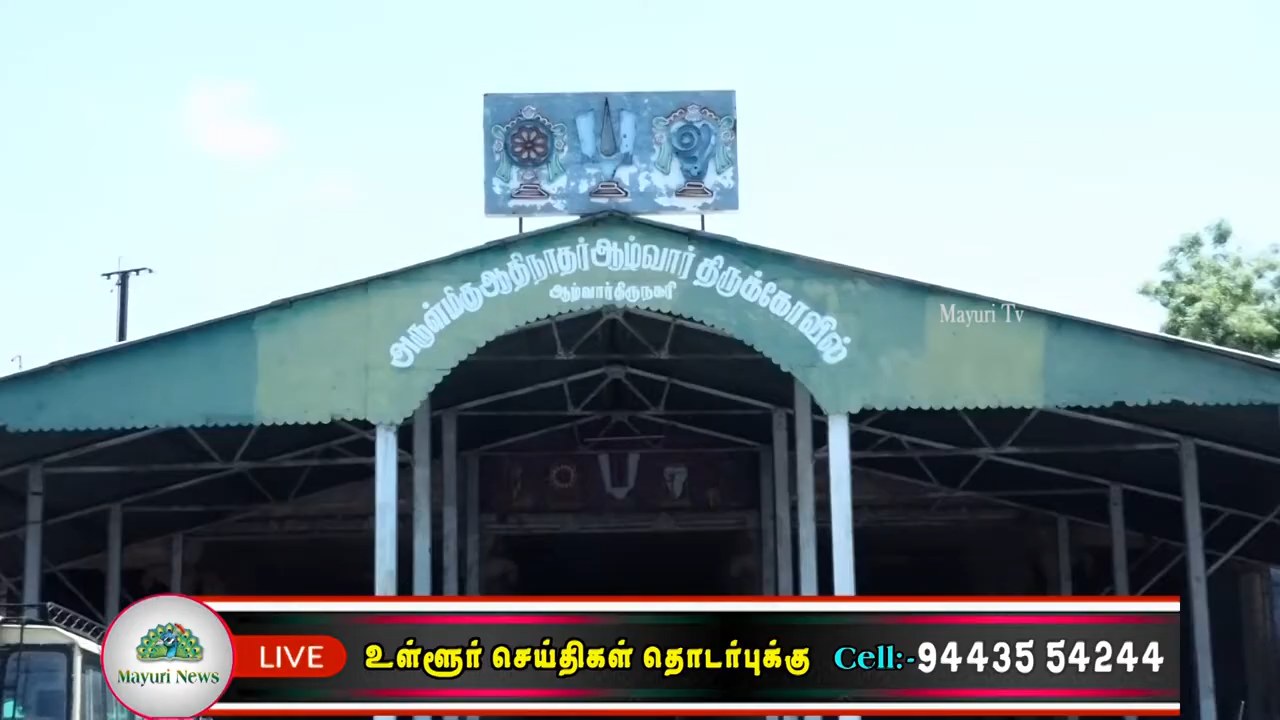 அருள்மிகு ஆதிநாதர் ஆழ்வார் திருக்கோவில்
ஆழ்வார்திருநகரி
Mayuri Tv
Mayuri News
LIVE
உள்ளூர் செய்திகள் தொடர்புக்கு Cell:-94435 54244